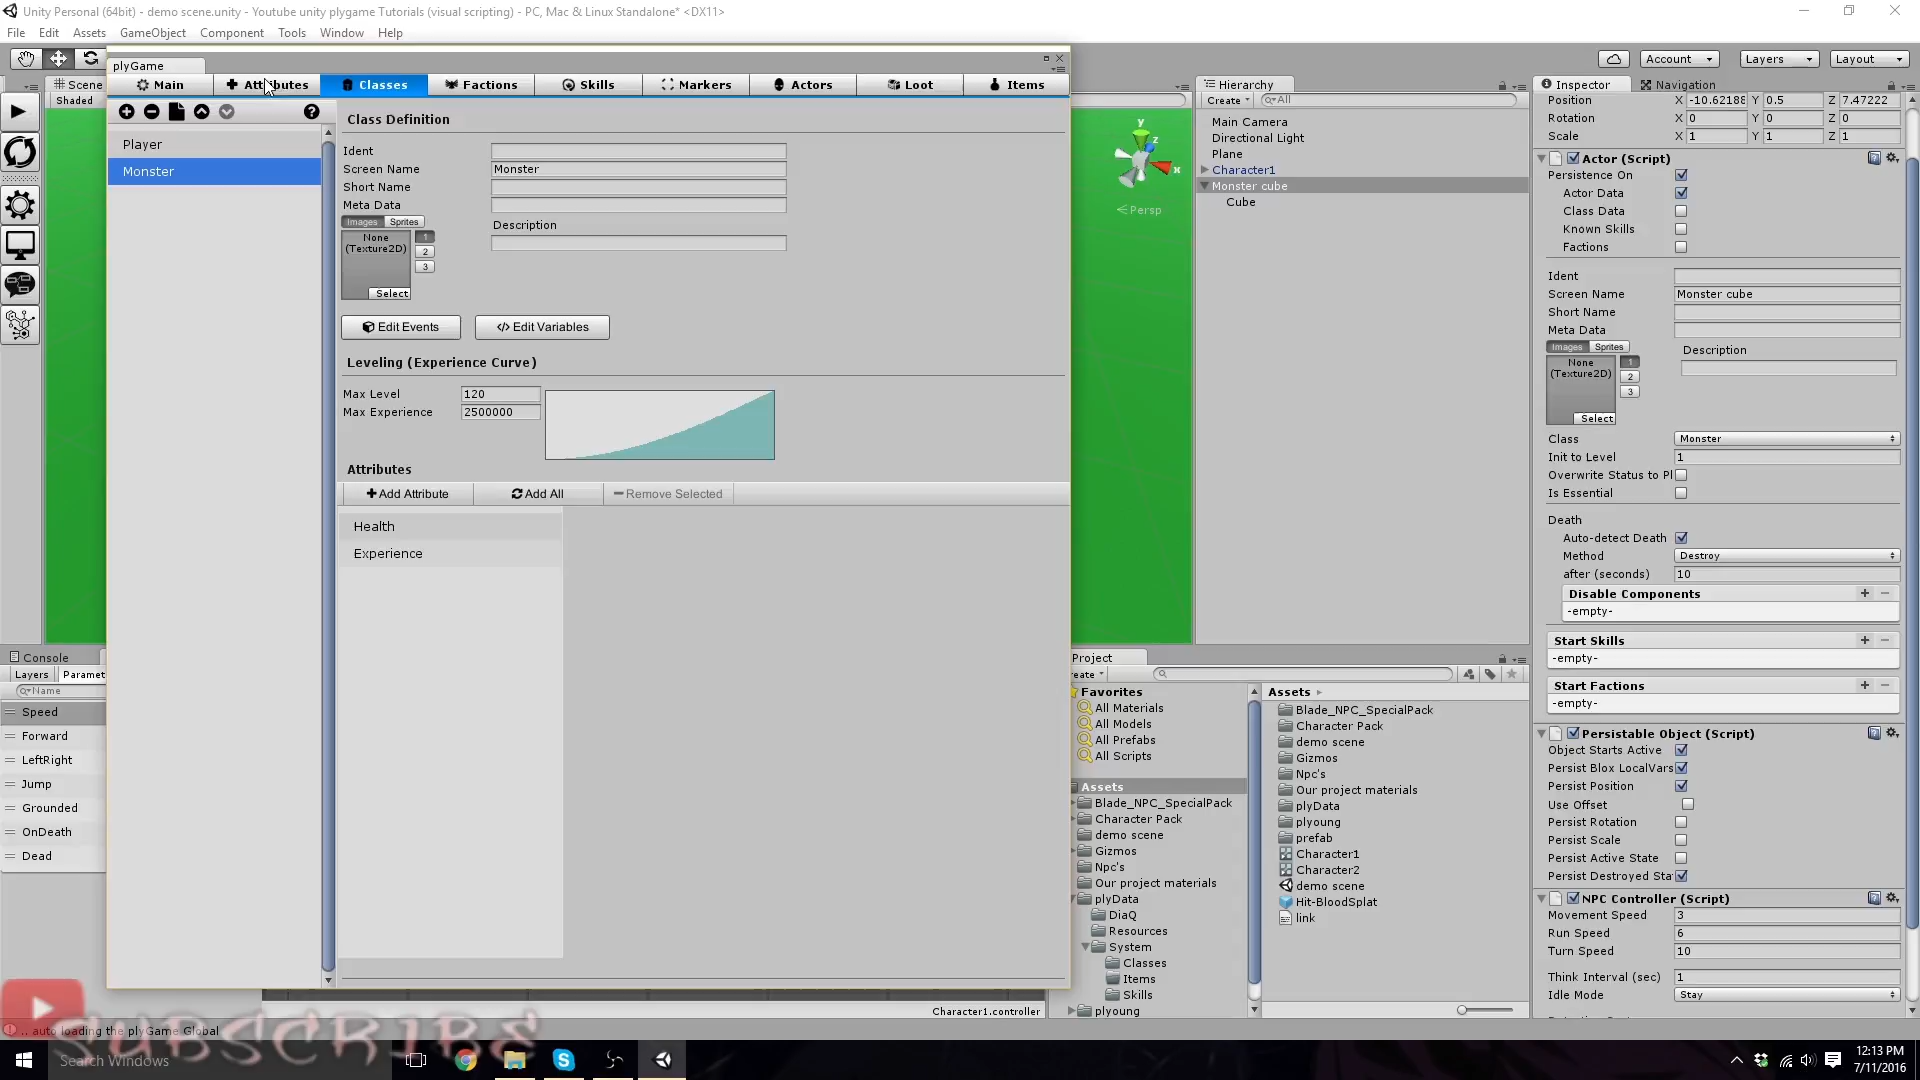 Unity Personal (64bit) - demo scene.unity - Youtube unity plygame Tutorials (visual scripting) - PC, Mac & Linux Standalone* <DX11>
File Edit Assets GameObject Component Tools Window Help
Account Layers Layout
Scene
Shaded
plyGame
Main Attributes Classes Factions Skills Markers Actors Loot Items
Player
Monster
Class Definition
Ident
Screen Name Monster
Short Name
Meta Data
Images Sprites
Description
None
(Texture2D)
1
2
3
Select
Edit Events
</> Edit Variables
Leveling (Experience Curve)
Max Level 120
Max Experience 2500000
Attributes
Add Attribute
Add All
Remove Selected
Health
Experience
y
x
Persp
Hierarchy
Create All
Main Camera
Directional Light
Plane
Character1
Monster cube
Cube
Inspector Navigation
Position X -10.62188 Y 0.5 Z 7.47222
Rotation X 0 Y 0 Z 0
Scale X 1 Y 1 Z 1
Actor (Script)
Persistence On
Actor Data
Class Data
Known Skills
Factions
Ident
Screen Name Monster cube
Short Name
Meta Data
Images Sprites
Description
None
(Texture2D)
1
2
3
Select
Class Monster
Init to Level 1
Overwrite Status to Pl
Is Essential
Death
Auto-detect Death
Method Destroy
after (seconds) 10
Disable Components
-empty-
Start Skills
-empty-
Start Factions
-empty-
Persistable Object (Script)
Object Starts Active
Persist Blox LocalVars
Persist Position
Use Offset
Persist Rotation
Persist Scale
Persist Active State
Persist Destroyed Sta
NPC Controller (Script)
Movement Speed 3
Run Speed 6
Turn Speed 10
Think Interval (sec) 1
Idle Mode Stay
Console
Layers Paramet
Name
Speed
Forward
LeftRight
Jump
Grounded
OnDeath
Dead
Project
reate
Favorites
All Materials
All Models
All Prefabs
All Scripts
Assets
Blade_NPC_SpecialPack
Character Pack
demo scene
Gizmos
Npc's
Our project materials
plyData
DiaQ
Resources
System
Classes
Items
Skills
plyoung
Assets
Blade_NPC_SpecialPack
Character Pack
demo scene
Gizmos
Npc's
Our project materials
plyData
plyoung
prefab
Character1
Character2
demo scene
Hit-BloodSplat
link
Character1.controller
.. auto loading the plyGame Global
SUBSCRIBE
Search Windows
12:13 PM
7/11/2016